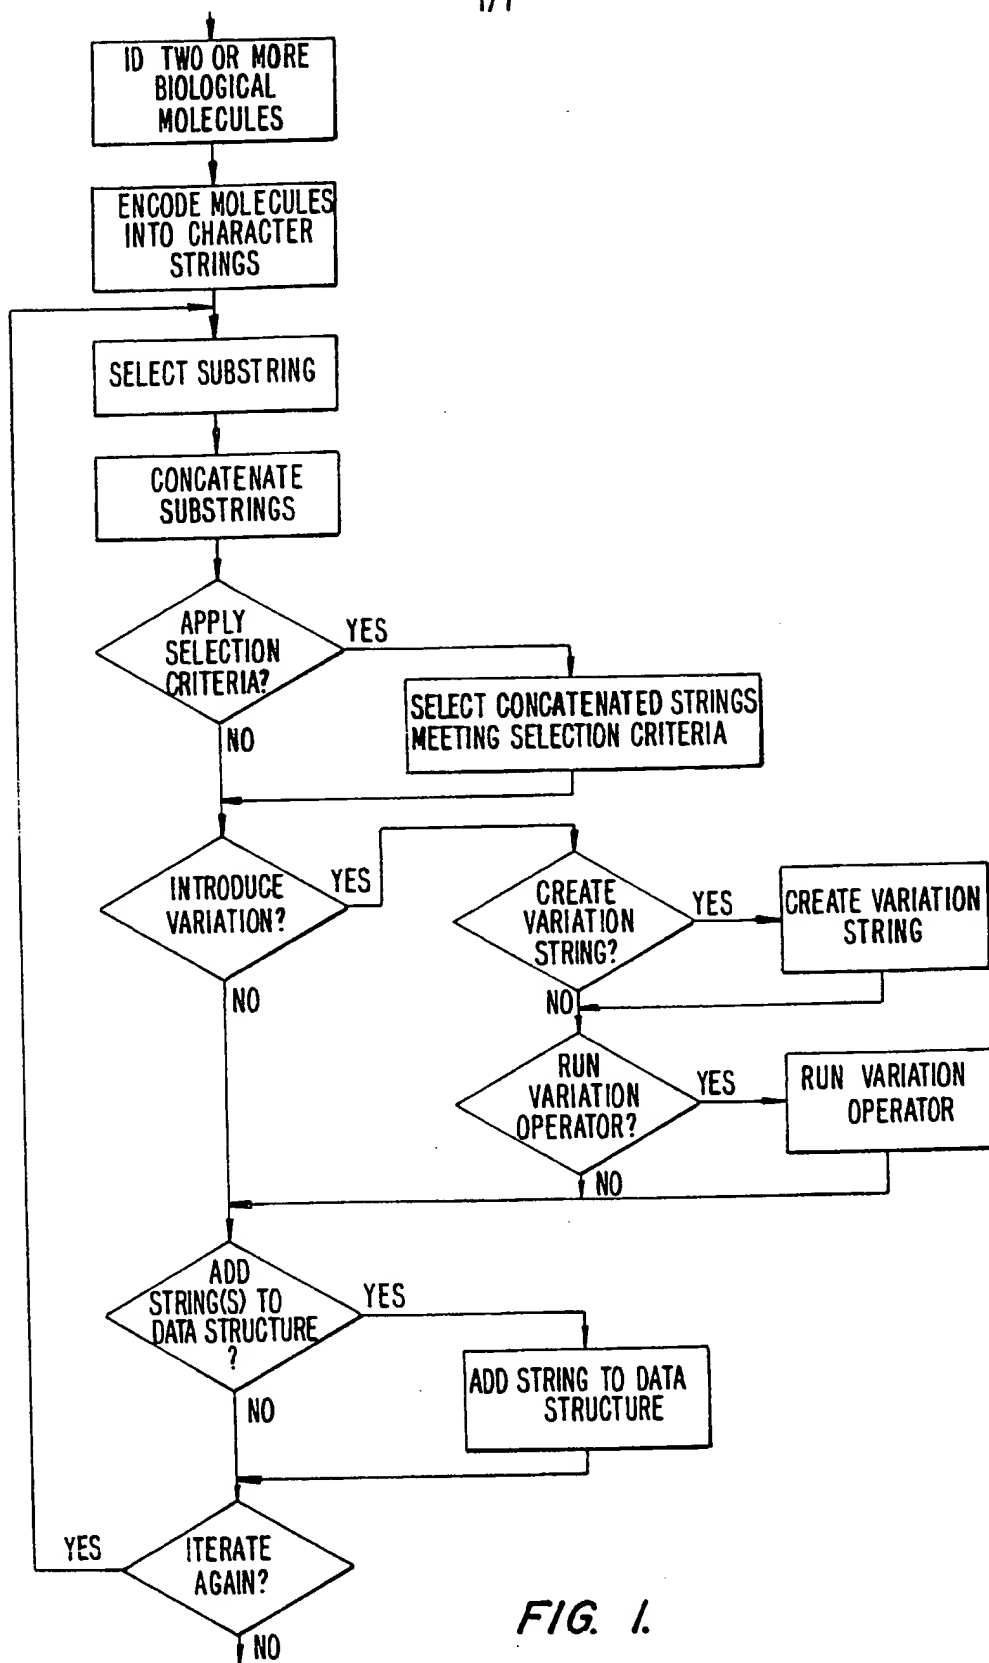 1/1
ID TWO OR MORE
BIOLOGICAL
MOLECULES
ENCODE MOLECULES
INTO CHARACTER
STRINGS
SELECT SUBSTRING
CONCATENATE
SUBSTRINGS
APPLY
SELECTION
CRITERIA?
YES
SELECT CONCATENATED STRINGS
MEETING SELECTION CRITERIA
NO
INTRODUCE
VARIATION?
YES
CREATE
VARIATION
STRING?
YES
CREATE VARIATION
STRING
NO
NO
RUN
VARIATION
OPERATOR?
YES
RUN VARIATION
OPERATOR
NO
ADD
STRING(S) TO
DATA STRUCTURE
?
YES
ADD STRING TO DATA
STRUCTURE
NO
YES
ITERATE
AGAIN?
NO
FIG. 1.